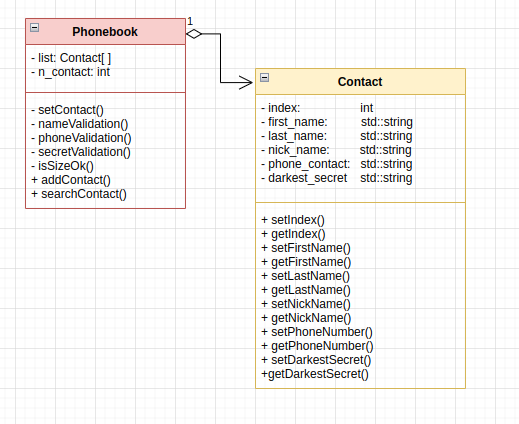 Phonebook
- list: Contact[ ]
- n_contact: int
- setContact()
- nameValidation()
- phoneValidation()
- secretValidation()
- isSizeOk()
+ addContact()
+ searchContact()
1
Contact
- index: int
- first_name: std::string
- last_name: std::string
- nick_name: std::string
- phone_contact: std::string
- darkest_secret std::string
+ setIndex()
+ getIndex()
+ setFirstName()
+ getFirstName()
+ setLastName()
+ getLastName()
+ setNickName()
+ getNickName()
+ setPhoneNumber()
+ getPhoneNumber()
+ setDarkestSecret()
+getDarkestSecret()